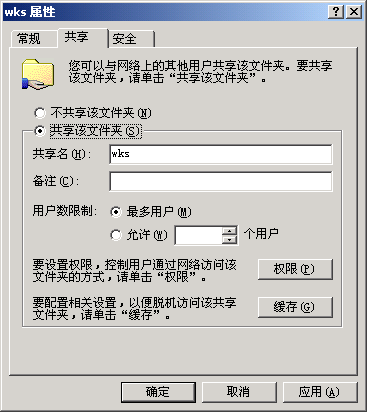 wks 属性
常规 共享 安全
您可以与网络上的其他用户共享该文件夹。要共享
该文件夹，请单击“共享该文件夹”。
不共享该文件夹(N)
共享该文件夹(S)
共享名(H): wks
备注(C):
用户数限制: 最多用户(M)
允许(W) 个用户
要设置权限，控制用户通过网络访问该
文件夹的方式，请单击“权限”。
权限(P)
要配置相关设置，以便脱机访问该共享
文件夹，请单击“缓存”。
缓存(G)
确定 取消 应用(A)